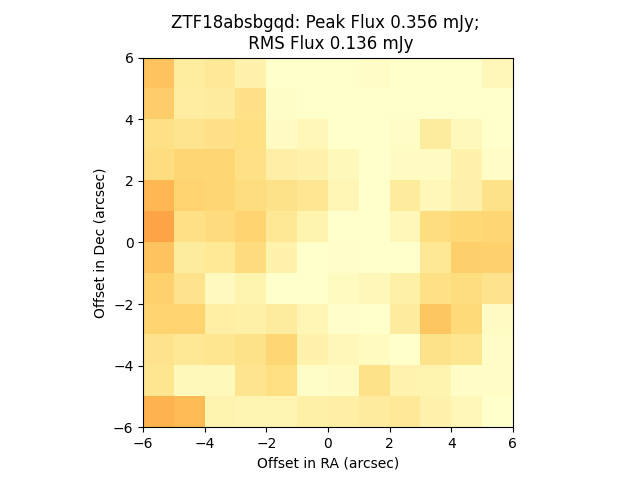 ZTF18absbgqd: Peak Flux 0.356 mJy;
RMS Flux 0.136 mJy
6
4
2
0
−2
−4
−6
Offset in Dec (arcsec)
−6 −4 −2 0 2 4 6
Offset in RA (arcsec)